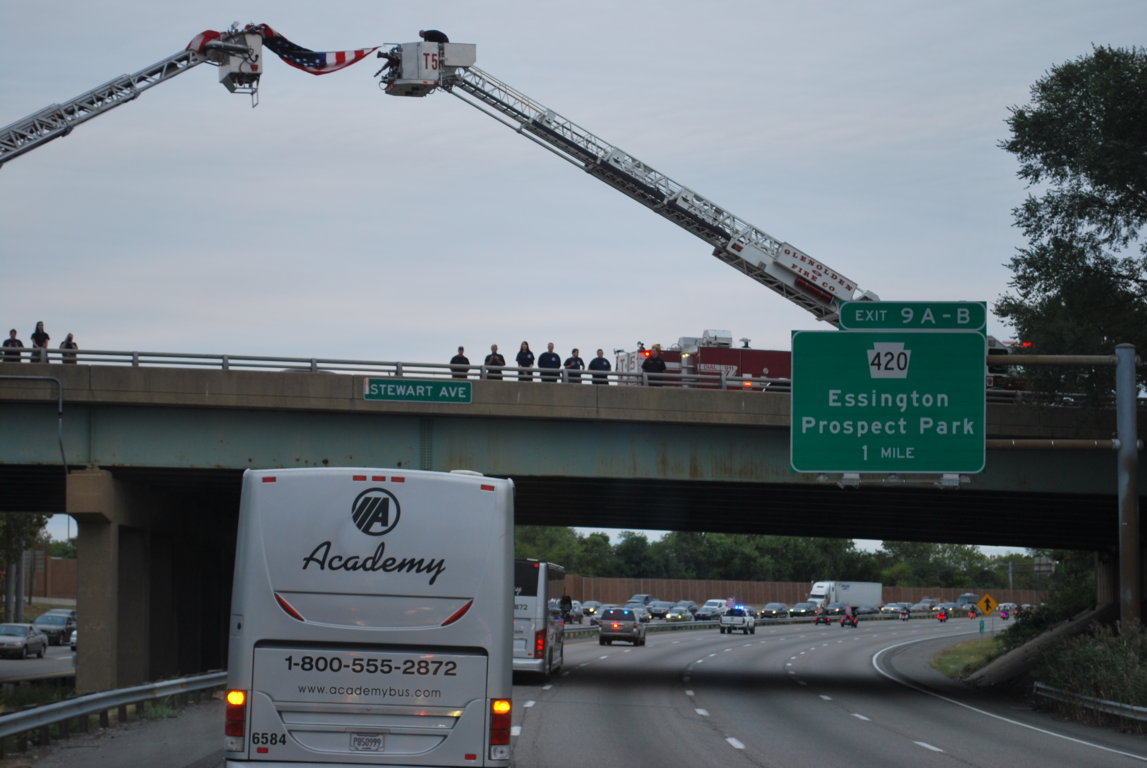 T5
GLENOLDEN
FIRE CO
EXIT 9A-B
420
Essington
Prospect Park
1 MILE
STEWART AVE
Academy
1-800-555-2872
www.academybus.com
6584